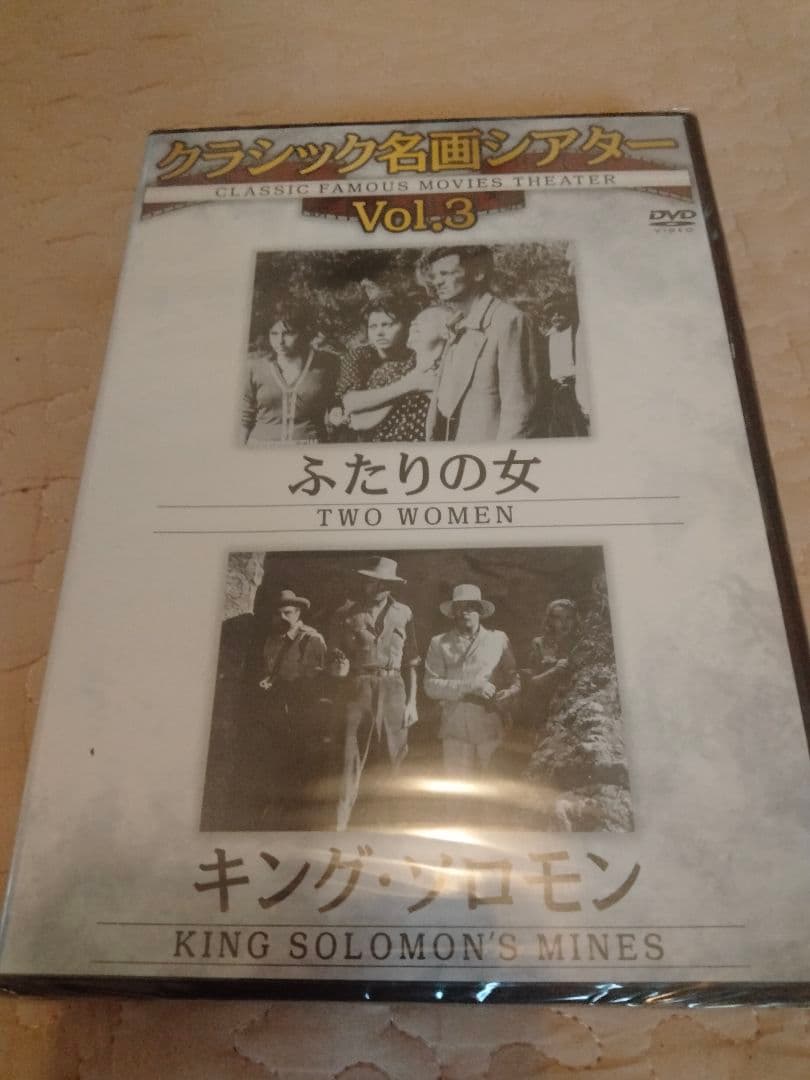 クラシック名画シアター
CLASSIC FAMOUS MOVIES THEATER
Vol.3
DVD
VIDEO
ふたりの女
TWO WOMEN
キング・ソロモン
KING SOLOMON'S MINES